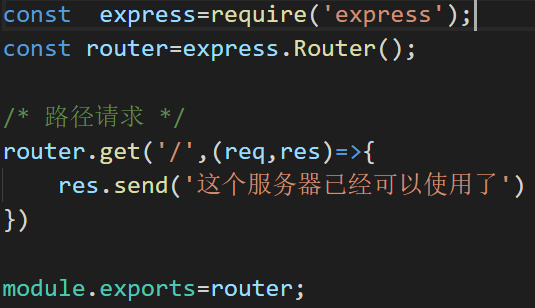 const  express=require('express');
const router=express.Router();
/* 路径请求 */
router.get('/',(req,res)=>{
    res.send('这个服务器已经可以使用了')
})
module.exports=router;